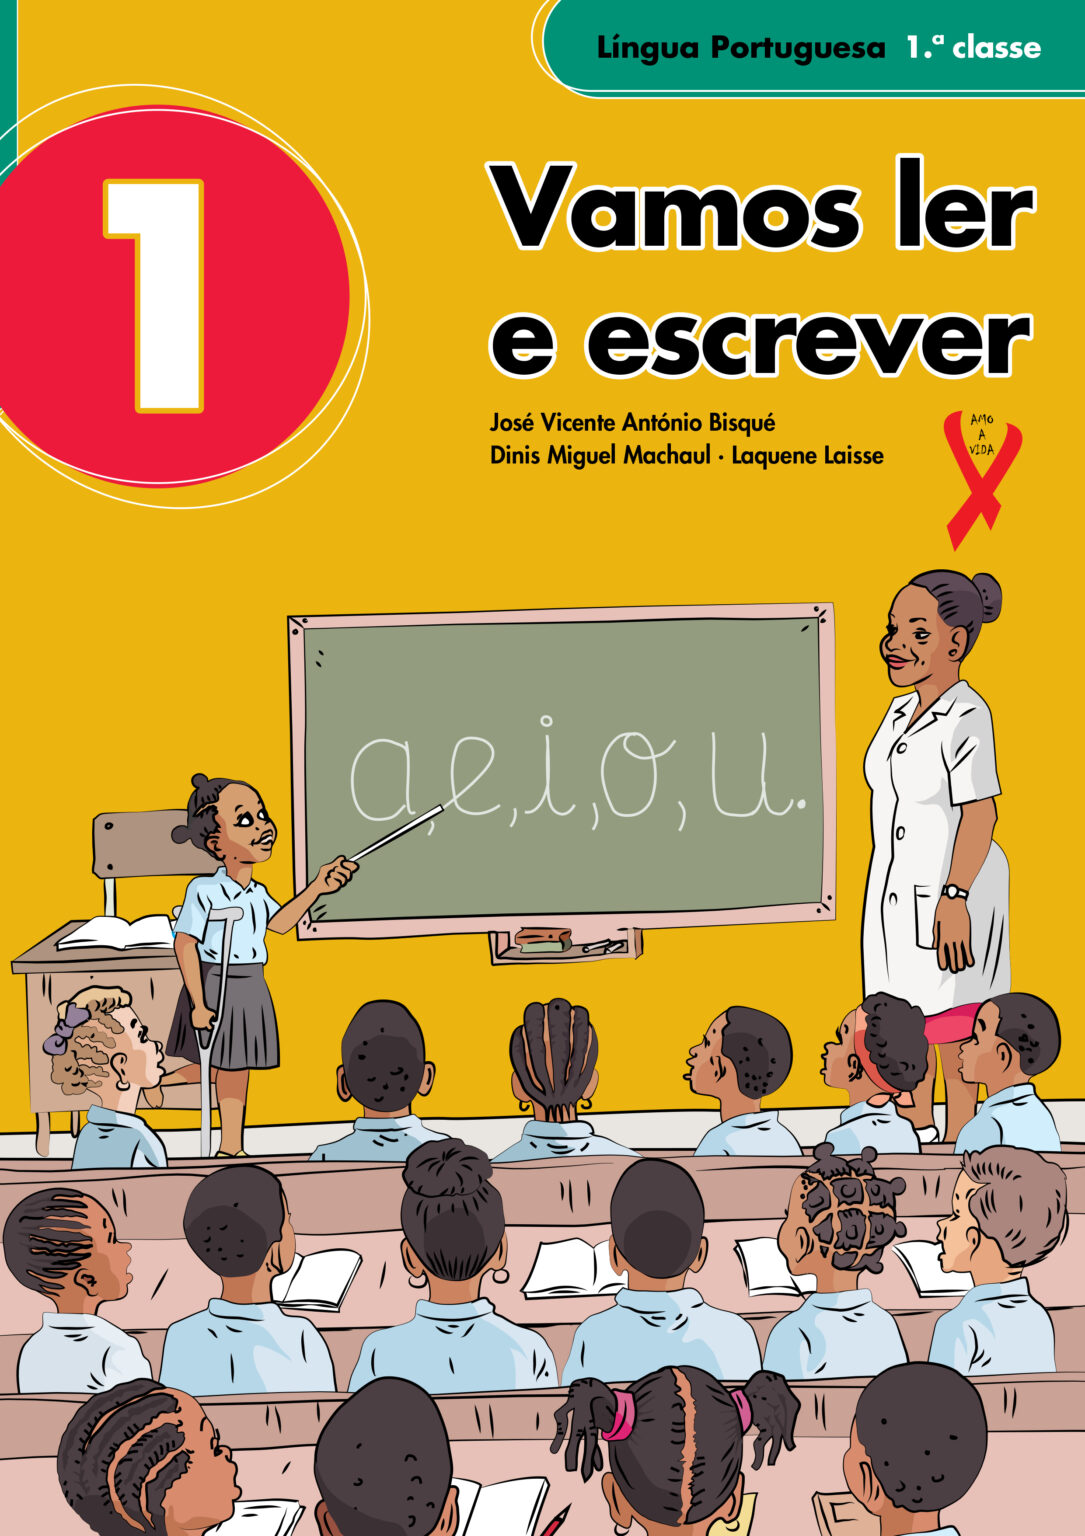 Língua Portuguesa 1.ª classe
1
Vamos ler
e escrever
José Vicente António Bisqué
Dinis Miguel Machaul · Laquene Laisse
AMO
A
VIDA
a, e, i, o, u.